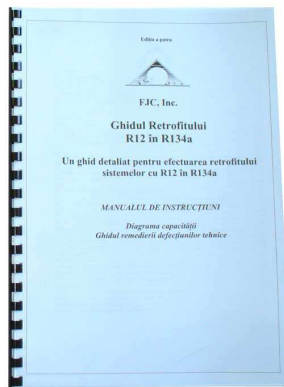 Ediția a patra
FJC, Inc.
Ghidul Retrofitului
R12 în R134a
Un ghid detaliat pentru efectuarea retrofitului
sistemelor cu R12 în R134a
MANUALUL DE INSTRUCȚIUNI
Diagrama capacității
Ghidul remedierii defecțiunilor tehnice